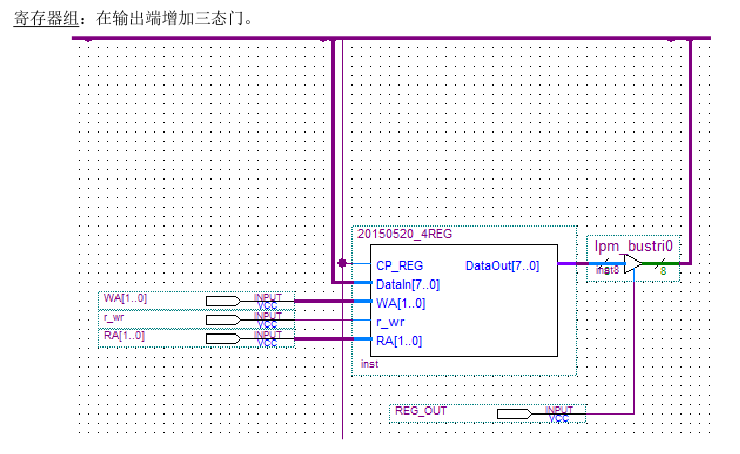 寄存器组：在输出端增加三态门。
20150520_4REG
lpm_bustri0
CP_REG
DataOut[7..0]
8
DataIn[7..0]
WA[1..0]
INPUT
VCC
WA[1..0]
r_wr
INPUT
VCC
r_wr
RA[1..0]
INPUT
VCC
RA[1..0]
inst
REG_OUT
INPUT
VCC